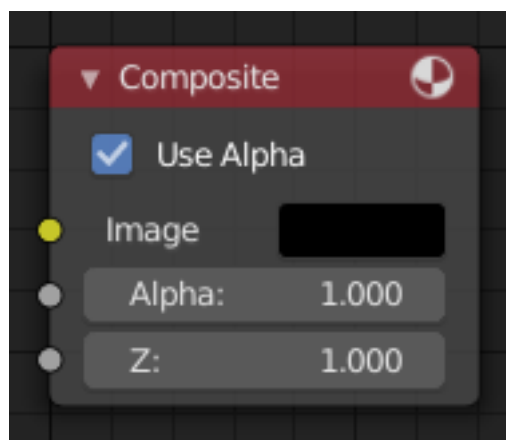 Composite
Use Alpha
Image
Alpha: 1.000
Z: 1.000